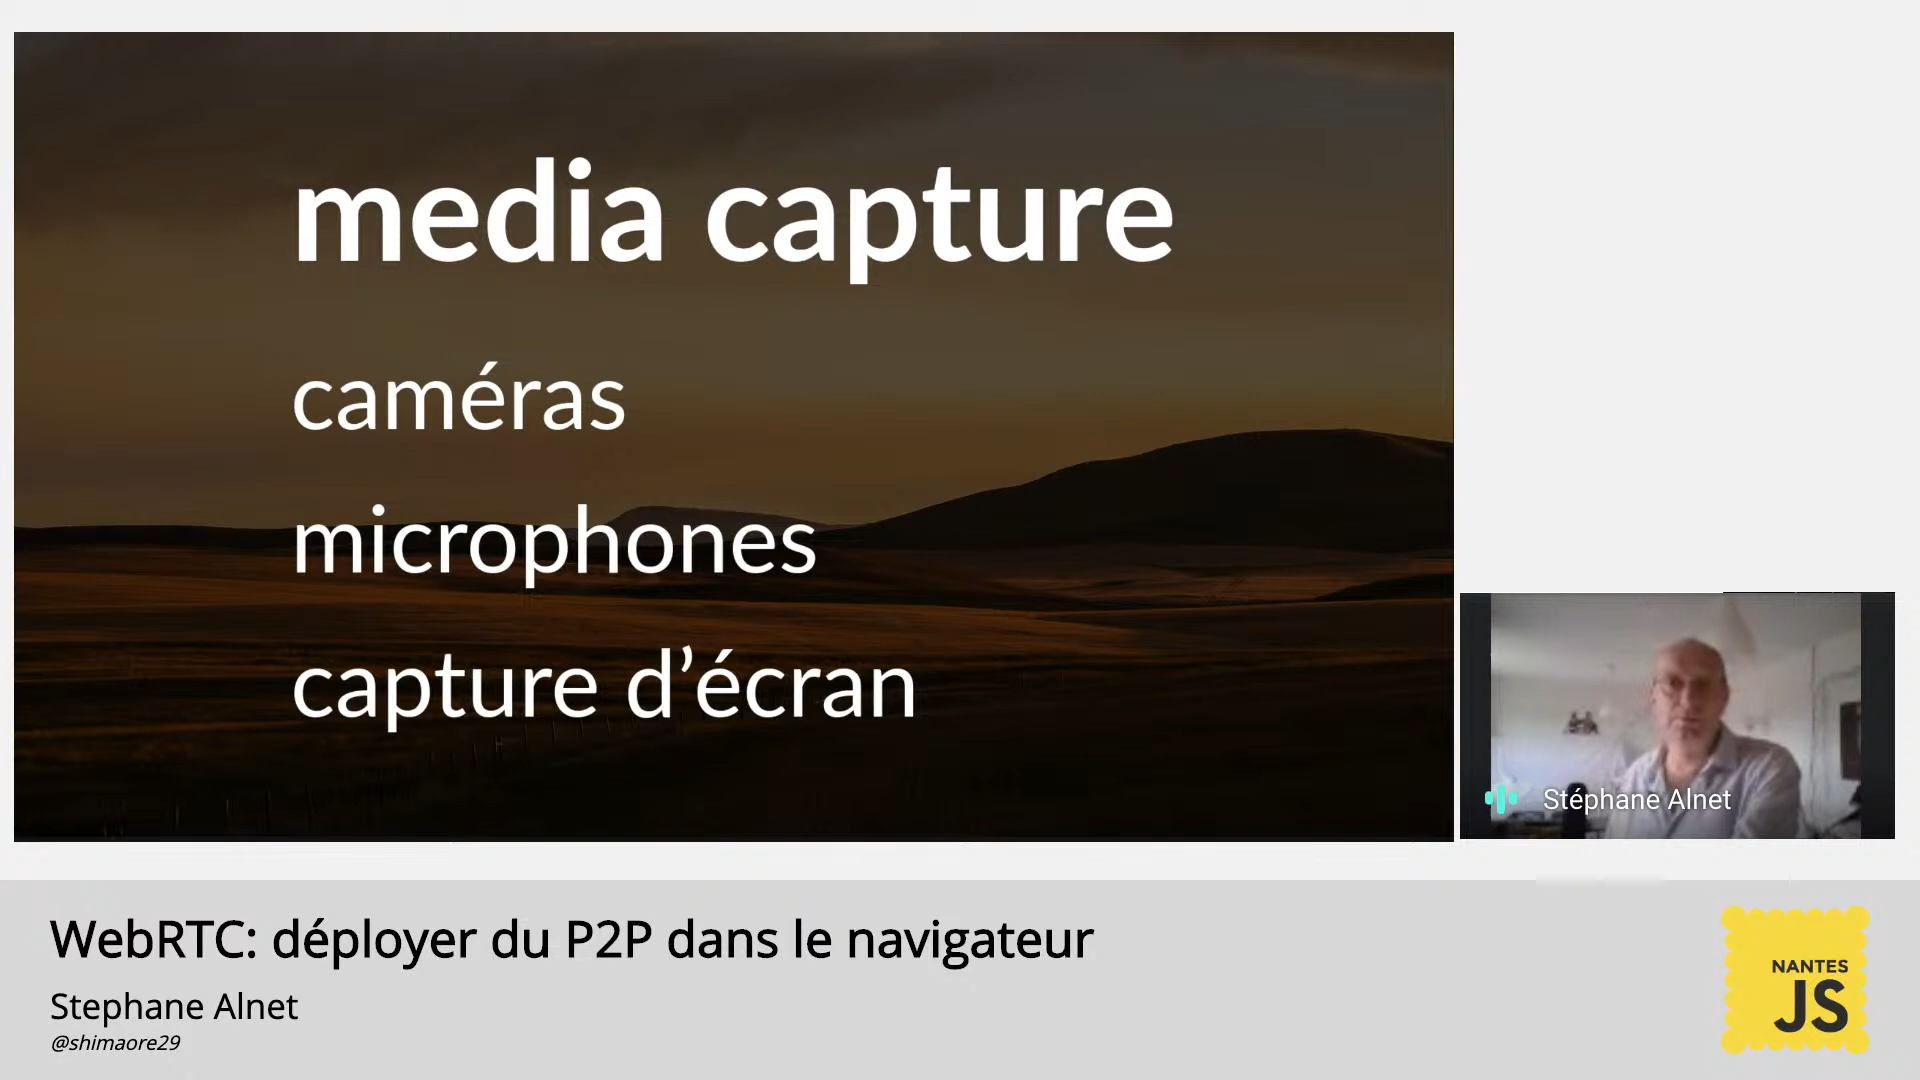 media capture
caméras
microphones
capture d’écran
Stéphane Alnet
WebRTC: déployer du P2P dans le navigateur
Stephane Alnet
@shimaore29
NANTES
JS